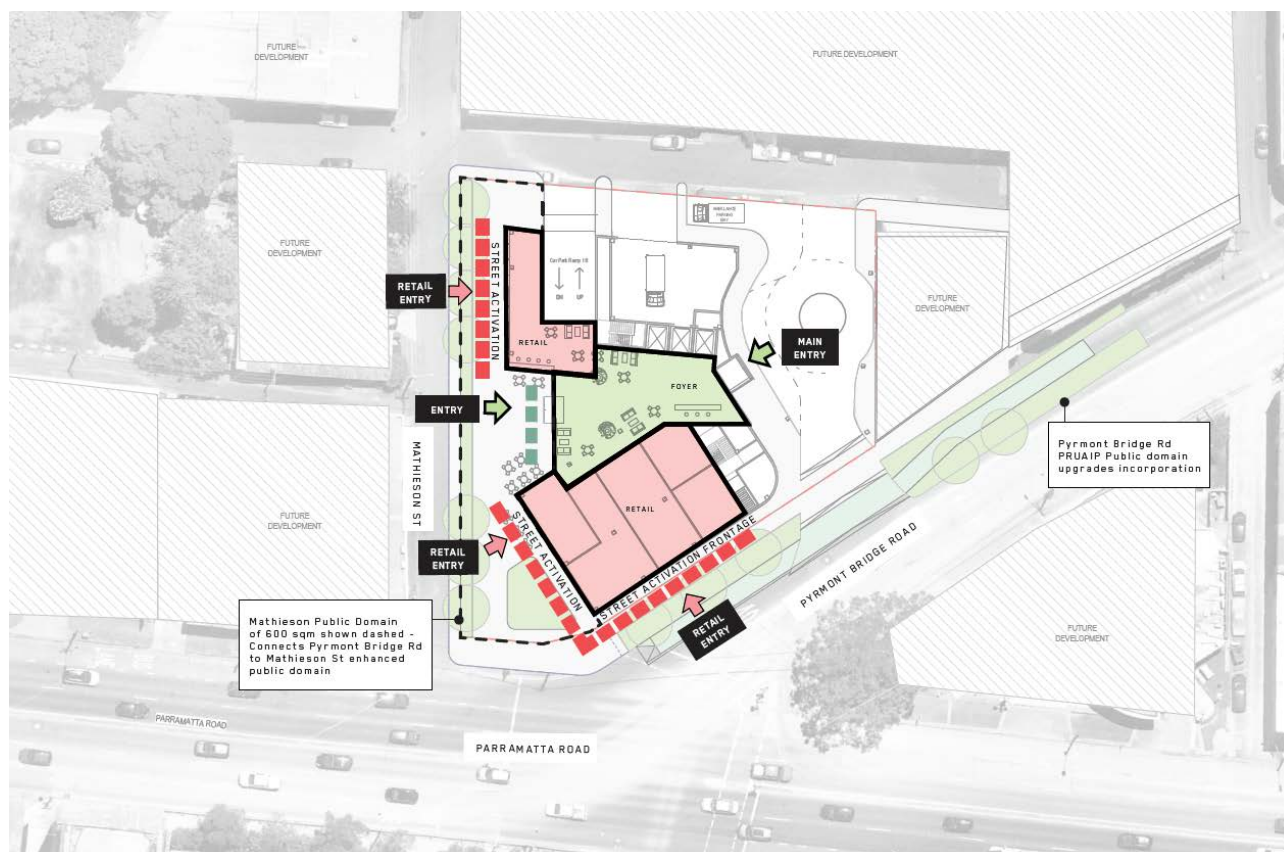 FUTURE
DEVELOPMENT
FUTURE DEVELOPMENT
FUTURE
DEVELOPMENT
RETAIL
ENTRY
STREET ACTIVATION
Car Park Ramp 1:8
DN
UP
RETAIL
MAIN
ENTRY
FUTURE
DEVELOPMENT
ENTRY
FOYER
MATHIESON ST
FUTURE
DEVELOPMENT
RETAIL
RETAIL
ENTRY
STREET ACTIVATION
STREET ACTIVATION FRONTAGE
RETAIL
ENTRY
PYRMONT BRIDGE ROAD
Pyrmont Bridge Rd
PRUAIP Public domain
upgrades incorporation
FUTURE
DEVELOPMENT
Mathieson Public Domain
of 600 sqm shown dashed -
Connects Pyrmont Bridge Rd
to Mathieson St enhanced
public domain
PARRAMATTA ROAD
PARRAMATTA ROAD